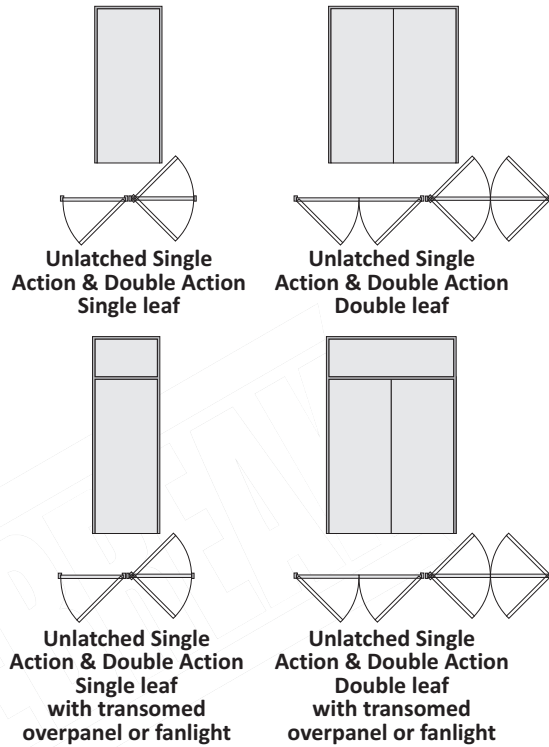 Unlatched Single
Action & Double Action
Single leaf
Unlatched Single
Action & Double Action
Double leaf
Unlatched Single
Action & Double Action
Single leaf
with transomed
overpanel or fanlight
Unlatched Single
Action & Double Action
Double leaf
with transomed
overpanel or fanlight